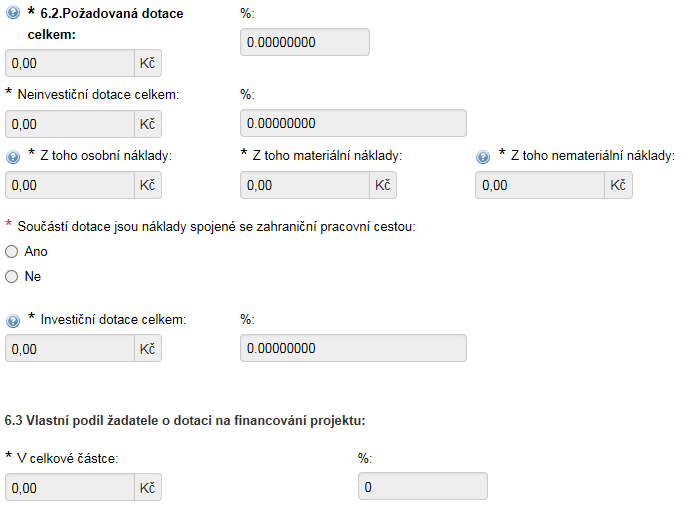 * 6.2.Požadovaná dotace celkem:
%:
0,00 Kč
0.00000000
* Neinvestiční dotace celkem:
%:
0,00 Kč
0.00000000
* Z toho osobní náklady:
* Z toho materiální náklady:
* Z toho nemateriální náklady:
0,00 Kč
0,00 Kč
0,00 Kč
* Součástí dotace jsou náklady spojené se zahraniční pracovní cestou:
Ano
Ne
* Investiční dotace celkem:
%:
0,00 Kč
0.00000000
6.3 Vlastní podíl žadatele o dotaci na financování projektu:
* V celkové částce:
%:
0,00 Kč
0